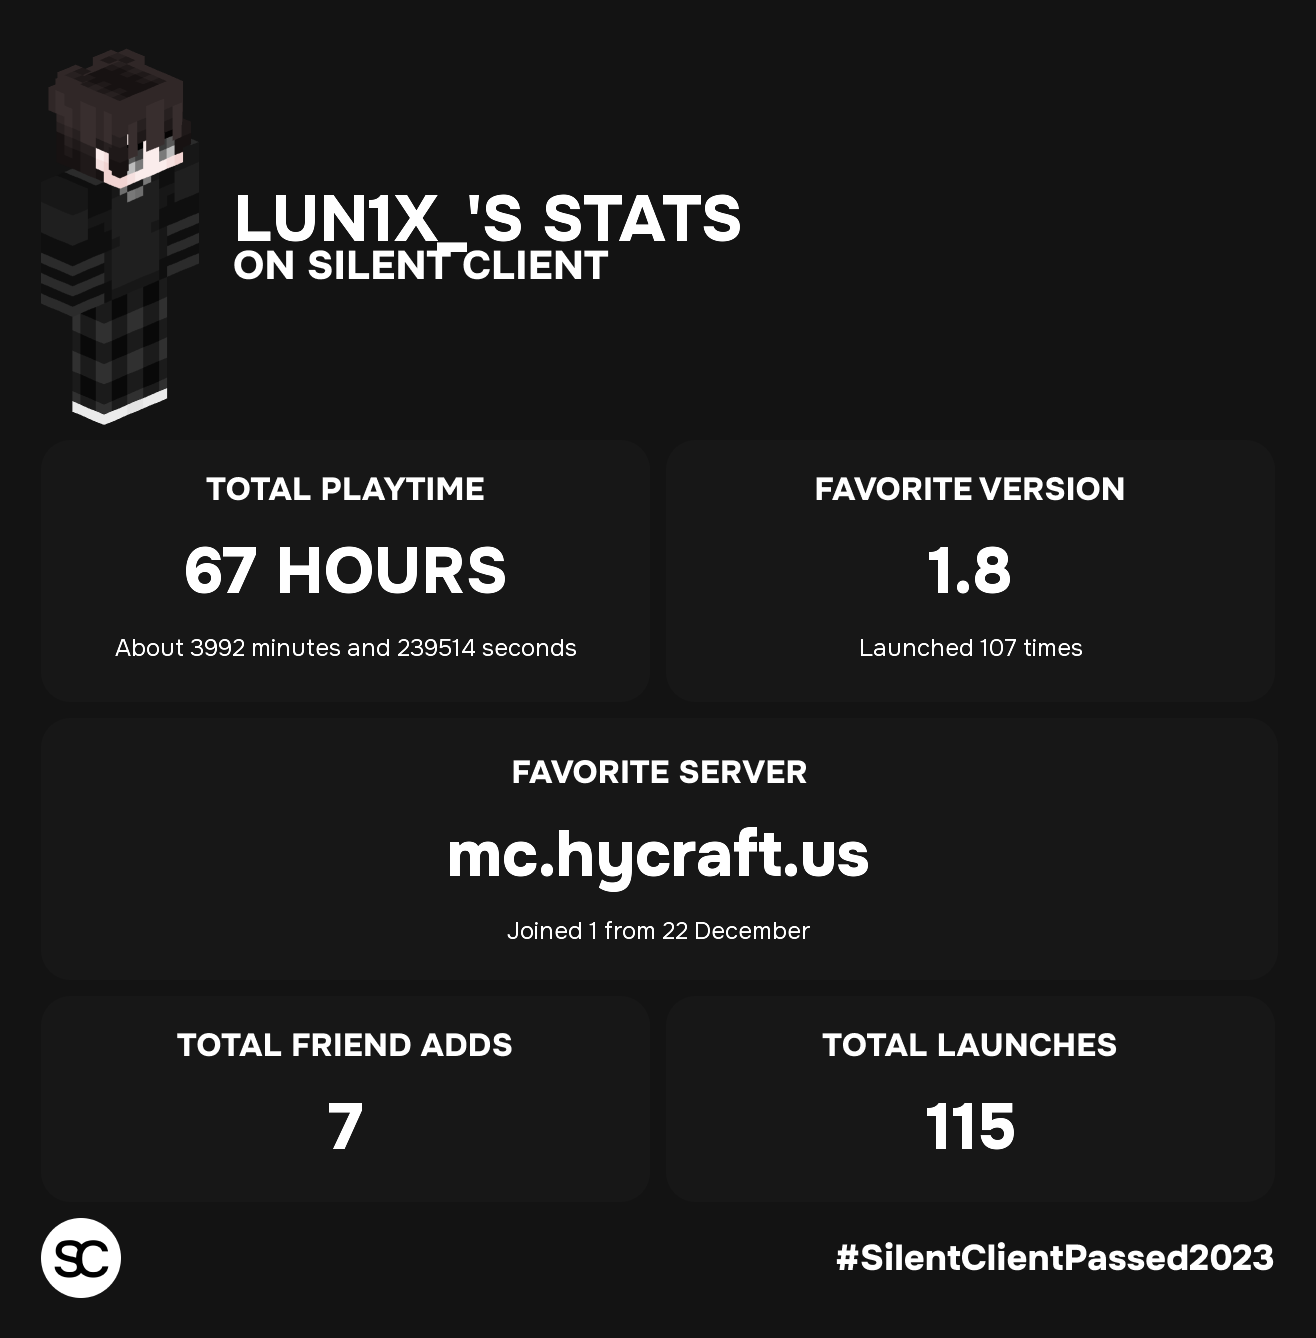 LUN1X_'S STATS
ON SILENT CLIENT
TOTAL PLAYTIME
67 HOURS
About 3992 minutes and 239514 seconds
FAVORITE VERSION
1.8
Launched 107 times
FAVORITE SERVER
mc.hycraft.us
Joined 1 from 22 December
TOTAL FRIEND ADDS
7
TOTAL LAUNCHES
115
SC
#SilentClientPassed2023